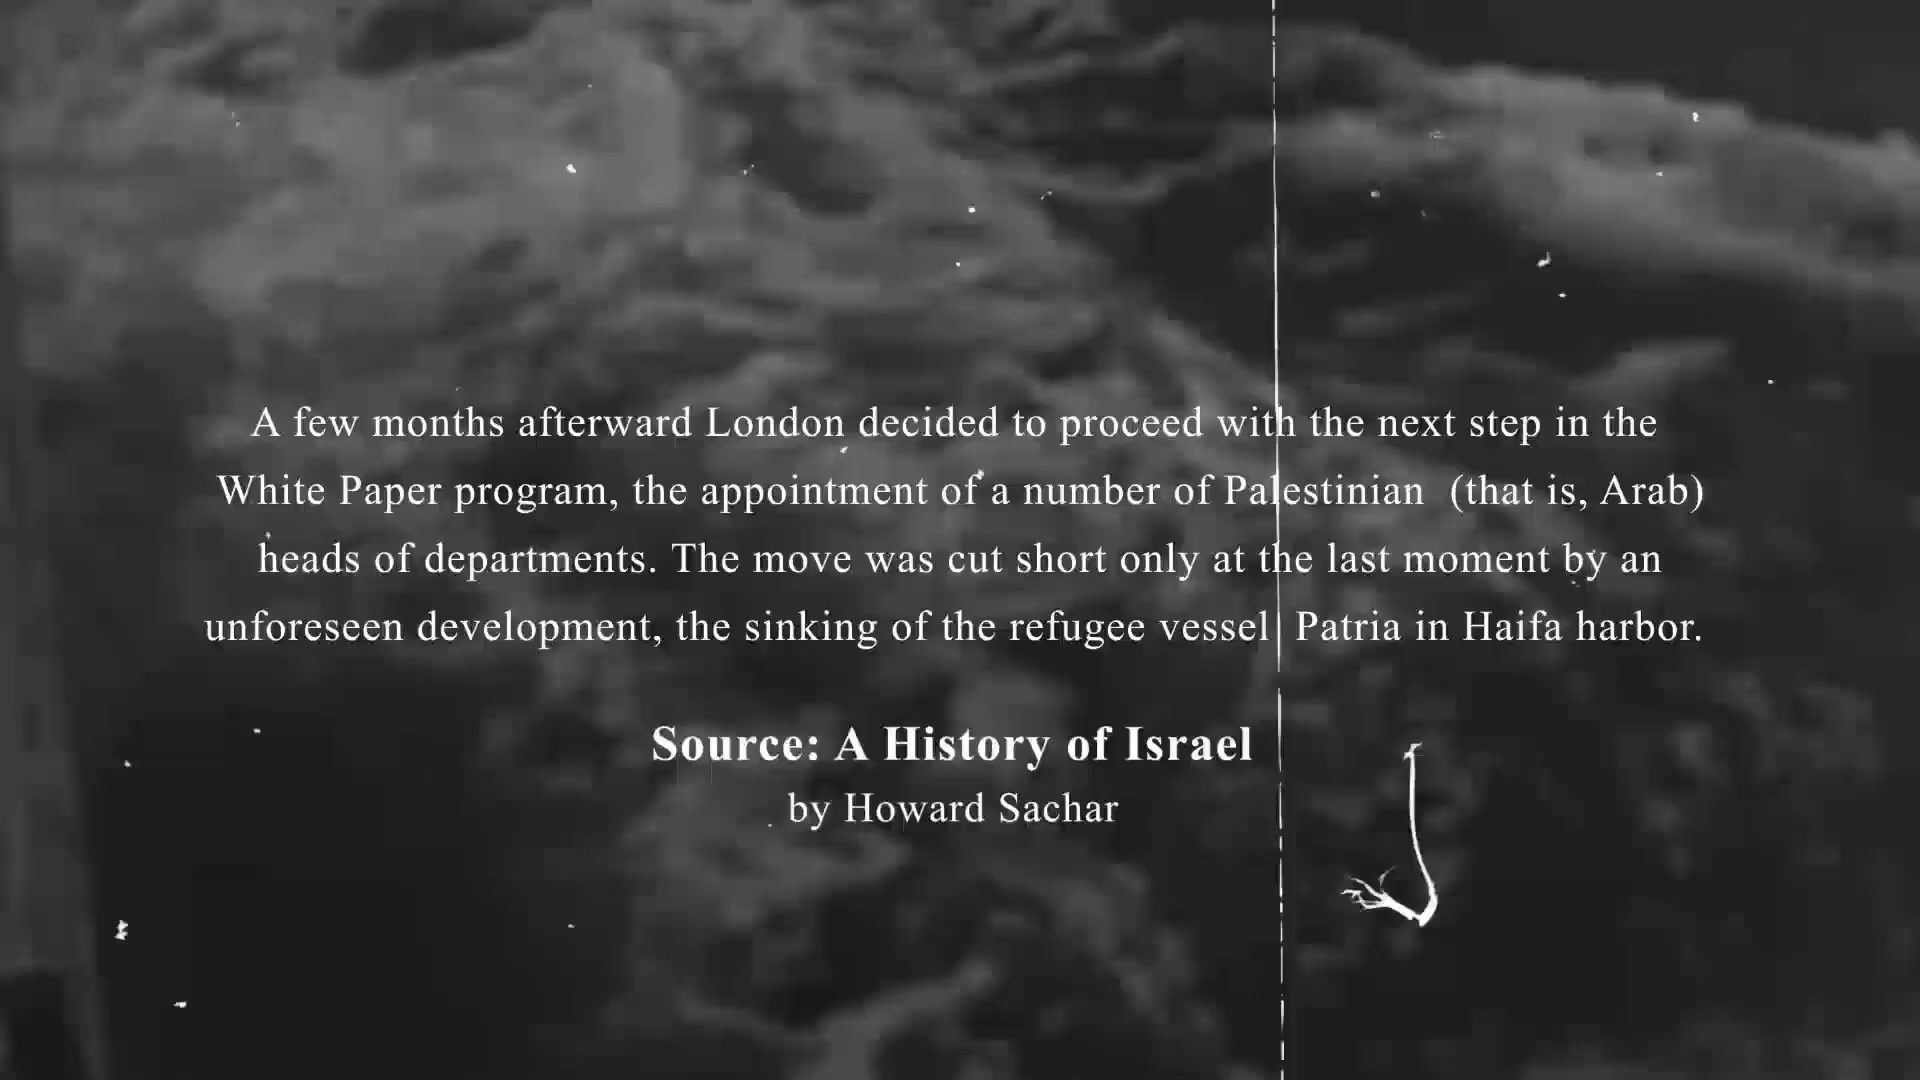 A few months afterward London decided to proceed with the next step in the
White Paper program, the appointment of a number of Palestinian (that is, Arab)
heads of departments. The move was cut short only at the last moment by an
unforeseen development, the sinking of the refugee vessel Patria in Haifa harbor.
Source: A History of Israel
by Howard Sachar